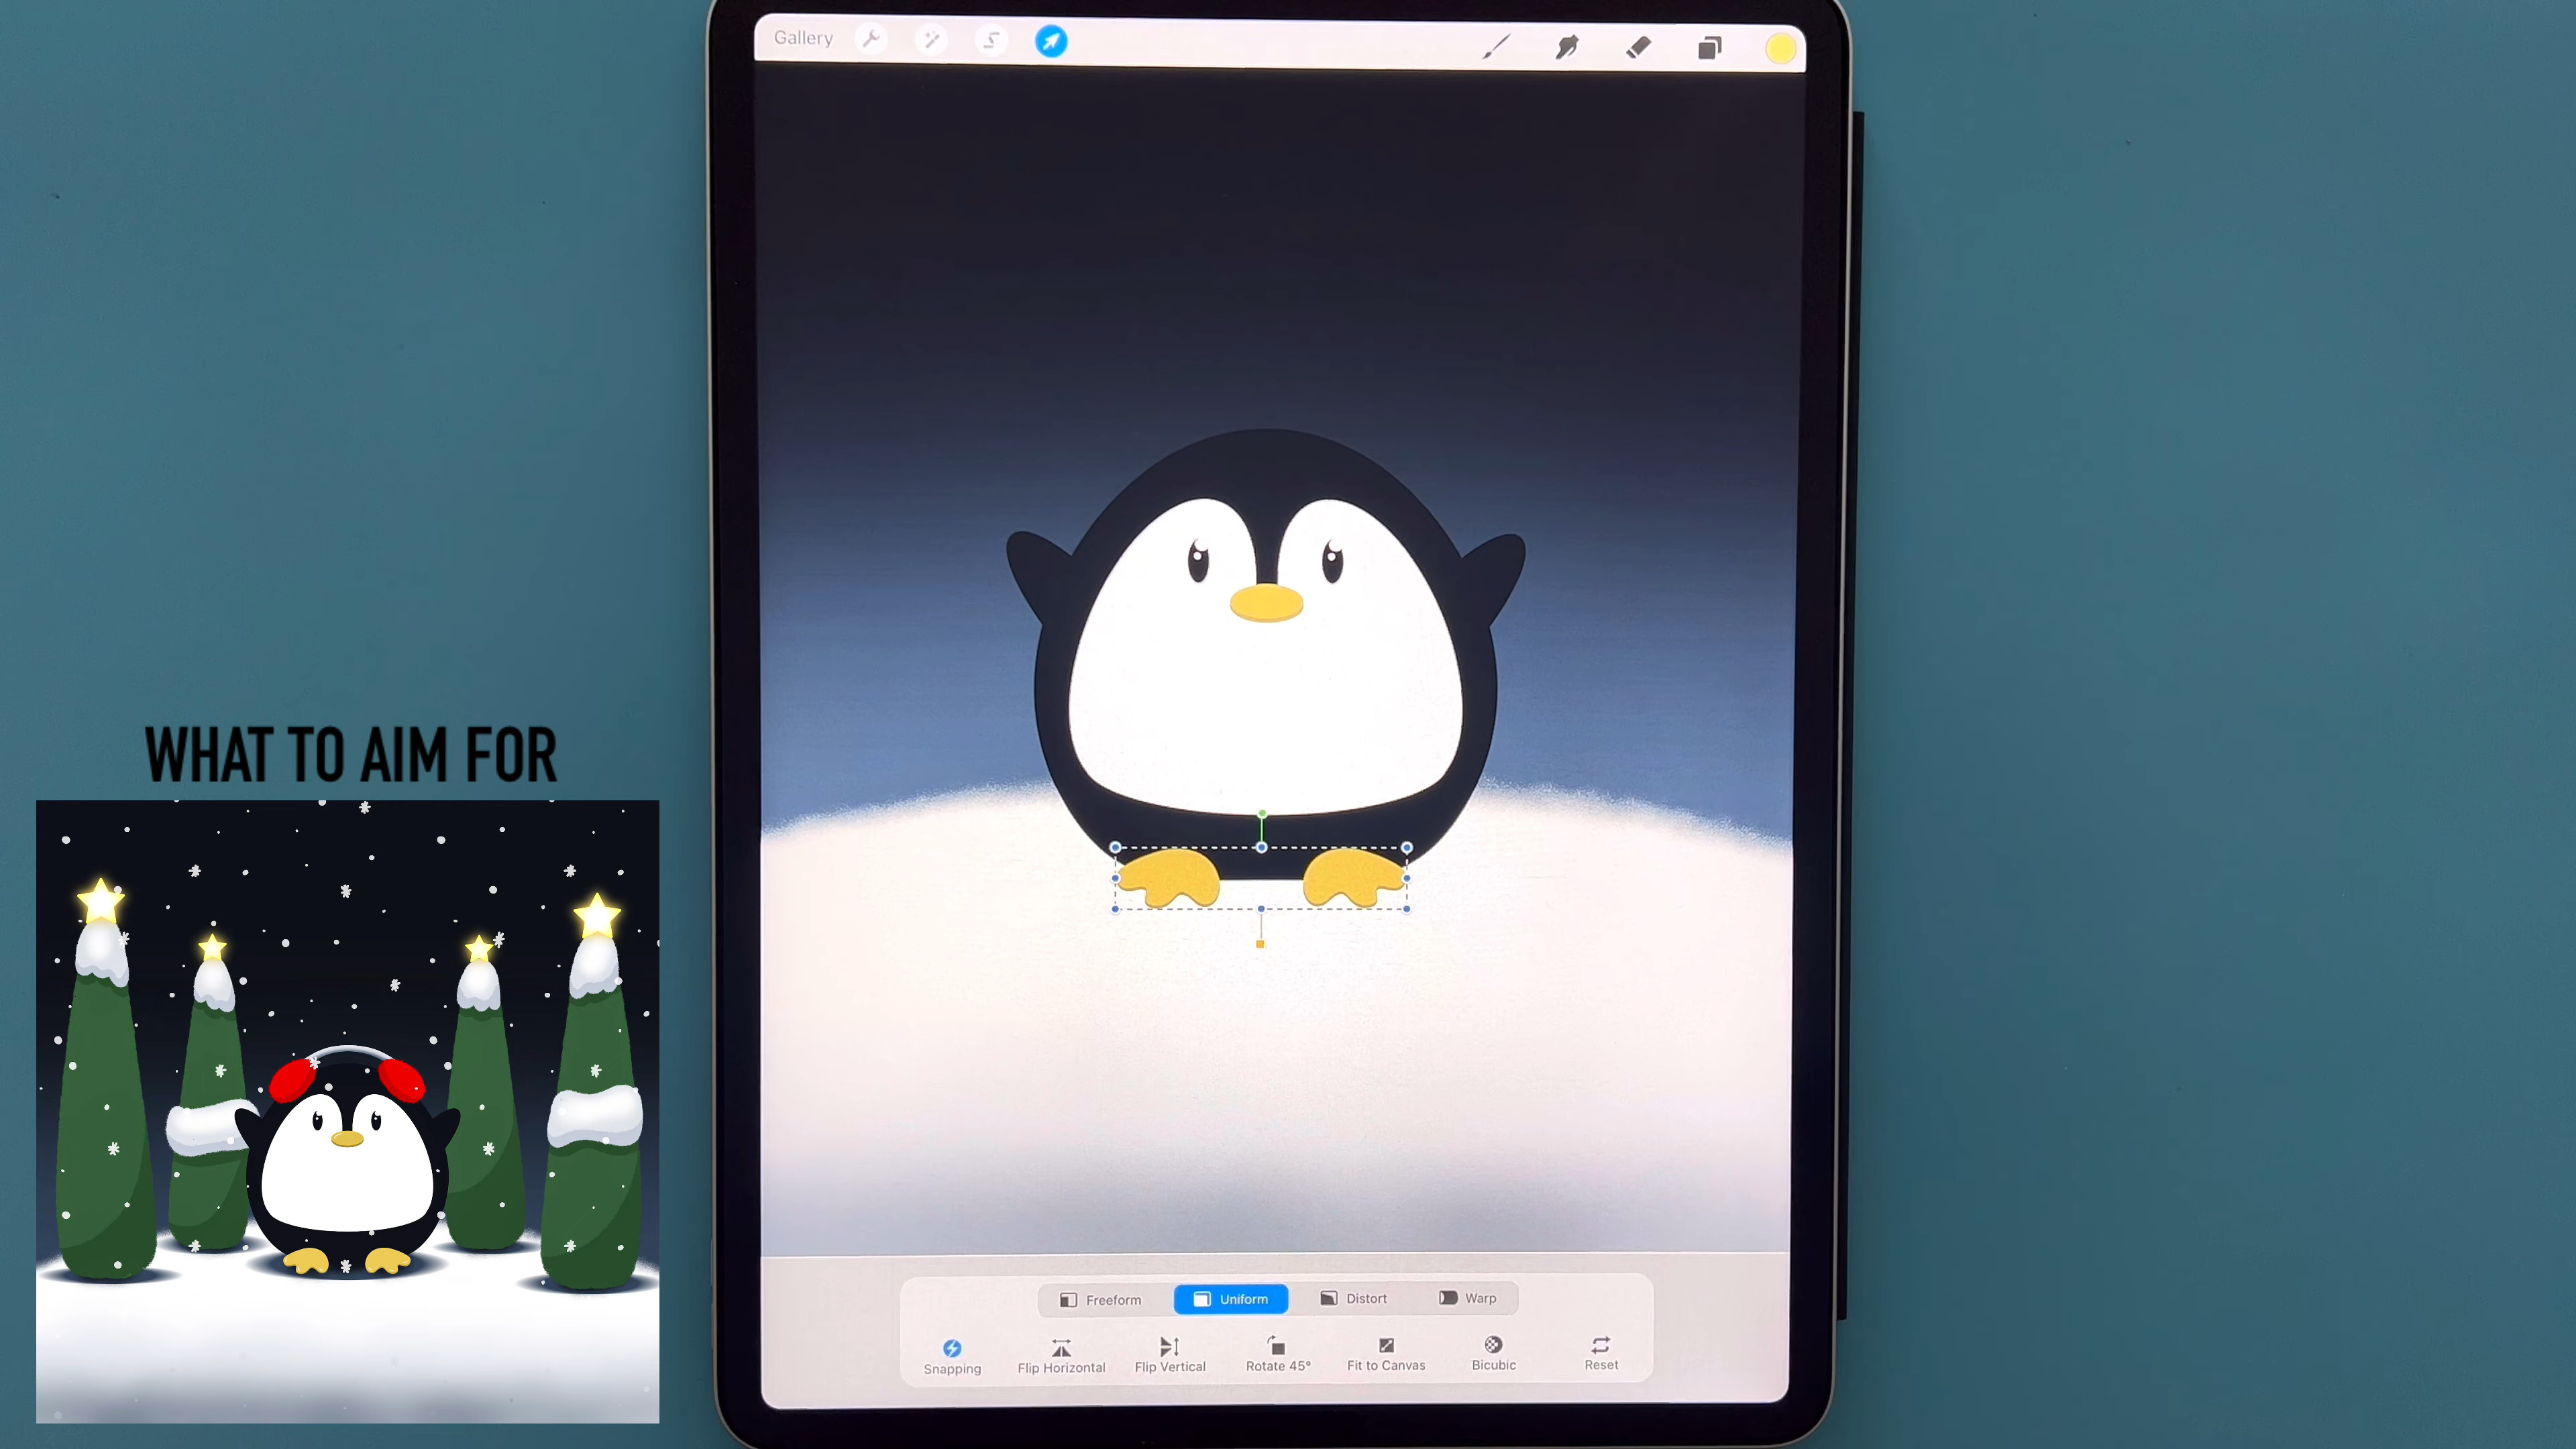 Gallery
WHAT TO AIM FOR
Freeform Uniform Distort Warp
Snapping Flip Horizontal Flip Vertical Rotate 45° Fit to Canvas Bicubic Reset